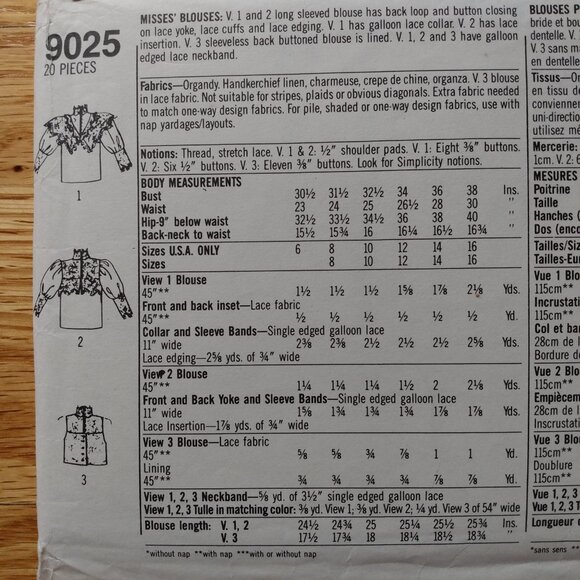 9025
20 PIECES
MISSES' BLOUSES: V. 1 and 2 long sleeved blouse has back loop and button closing
on lace yoke, lace cuffs and lace edging. V. 1 has galloon lace collar. V. 2 has lace
insertion. V. 3 sleeveless back buttoned blouse is lined. V. 1, 2 and 3 have galloon
edged lace neckband.
Fabrics—Organdy. Handkerchief linen, charmeuse, crepe de chine, organza. V. 3 blouse
in lace fabric. Not suitable for stripes, plaids or obvious diagonals. Extra fabric needed
to match one-way design fabrics. For pile, shaded or one-way design fabrics, use with
nap yardages/layouts.
Notions: Thread, stretch lace. V. 1 & 2: ½" shoulder pads. V. 1: Eight ⅜" buttons.
V. 2: Six ½" buttons. V. 3: Eleven ⅜" buttons. Look for Simplicity notions.
BODY MEASUREMENTS
Bust 30½ 31½ 32½ 34 36 38 Ins.
Waist 23 24 25 26½ 28 30 "
Hip-9" below waist 32½ 33½ 34½ 36 38 40 "
Back-neck to waist 15½ 15¾ 16 16¼ 16½ 16¾ "
Sizes U.S.A. ONLY 6 8 10 12 14 16
Sizes 8 10 12 14 16
View 1 Blouse
45"** 1½ 1½ 1½ 1⅝ 1⅞ 2⅛ Yds.
Front and back inset—Lace fabric
45"** ½ ½ ½ ½ ½ ½ Yd.
Collar and Sleeve Bands—Single edged galloon lace
11" wide 2⅜ 2⅜ 2½ 2½ 2½ 2⅝ Yds.
Lace edging—2⅝ yds. of ¾" wide
View 2 Blouse
45"** 1¼ 1¼ 1½ 1½ 2 2⅛ Yds.
Front and Back Yoke and Sleeve Bands—Single edged galloon lace
11" wide 1⅝ 1¾ 1¾ 1¾ 1⅞ 1⅞ Yds.
Lace Insertion—1⅞ yds. of ¾" wide
View 3 Blouse—Lace fabric
45"** ⅝ ⅝ ¾ ⅞ 1 1 Yd.
Lining
45"** ¾ ¾ ¾ ⅞ ⅞ ⅞ Yd.
View 1, 2, 3 Neckband—⅝ yd. of 3½" single edged galloon lace
View 1, 2, 3 Tulle in matching color: ⅜ yd. View 1; ⅜ yd. View 2; ¼ yd. View 3 of 54" wide
Blouse length: V. 1, 2 24½ 24¾ 25 25¼ 25½ 25¾ Ins.
V. 3 17½ 17¾ 18 18¼ 18½ 18¾ "
*without nap **with nap ***with or without nap
1
2
3
BLOUSES P
bride et bou
dentelle. V.
V. 3 sans m
en dentelle
Tissus—Or
convienne
diagonales
utilisez mé
Mercerie:
1cm. V. 2: 6
MESURES
Poitrine
Taille
Hanches (
Dos (enco
Tailles/Siz
Tailles-Eur
Vue 1 Blou
115cm**
Incrustati
115cm**
Col et ban
28cm de l
Bordure de
Vue 2 Blou
115cm**
Empiècem
28cm de l
Incrustati
Vue 3 Blou
115cm**
Doublure
115cm**
Vue 1, 2,
Vue 1, 2,
Longueur d
*sans sens **